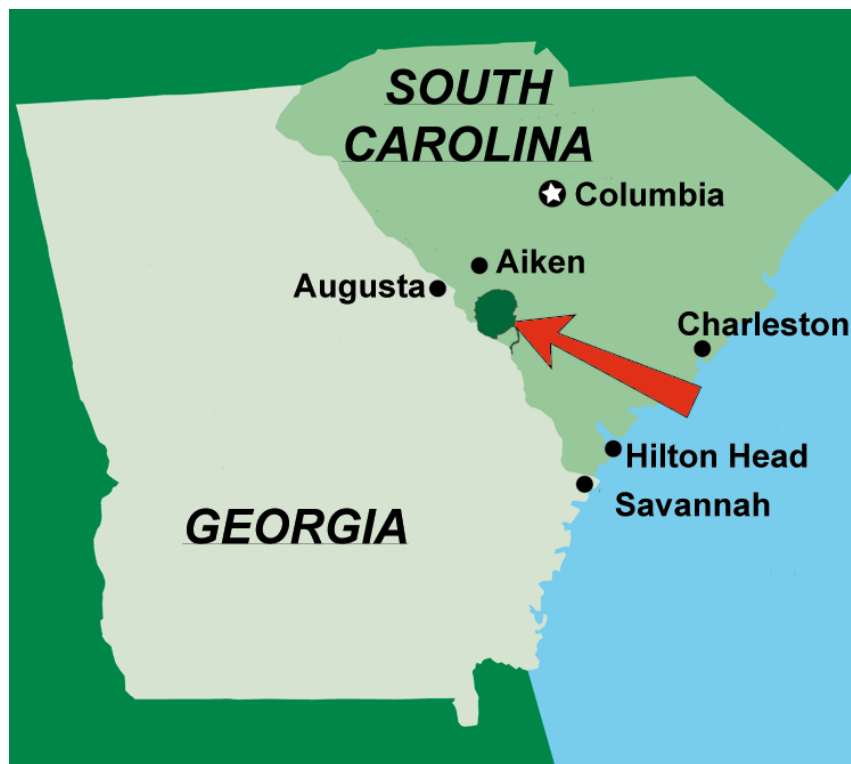 SOUTH
CAROLINA
Columbia
Aiken
Augusta
Charleston
Hilton Head
Savannah
GEORGIA